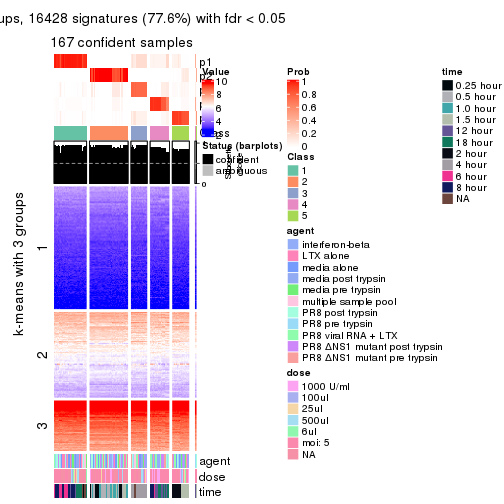 ups, 16428 signatures (77.6%) with fdr < 0.05
167 confident samples
p1
p2
Class
1
2
3
k-means with 3 groups
agent
dose
time
Value
10
8
6
4
2
0
Status (barplots)
confident
ambiguous
0
Prob
1
0.8
0.6
0.4
0.2
0
Class
1
2
3
4
5
agent
interferon-beta
LTX alone
media alone
media post trypsin
media pre trypsin
multiple sample pool
PR8 post trypsin
PR8 pre trypsin
PR8 viral RNA + LTX
PR8 ΔNS1 mutant post trypsin
PR8 ΔNS1 mutant pre trypsin
dose
1000 U/ml
100ul
25ul
500ul
6ul
moi: 5
NA
time
0.25 hour
0.5 hour
1.0 hour
1.5 hour
12 hour
18 hour
2 hour
4 hour
6 hour
8 hour
NA